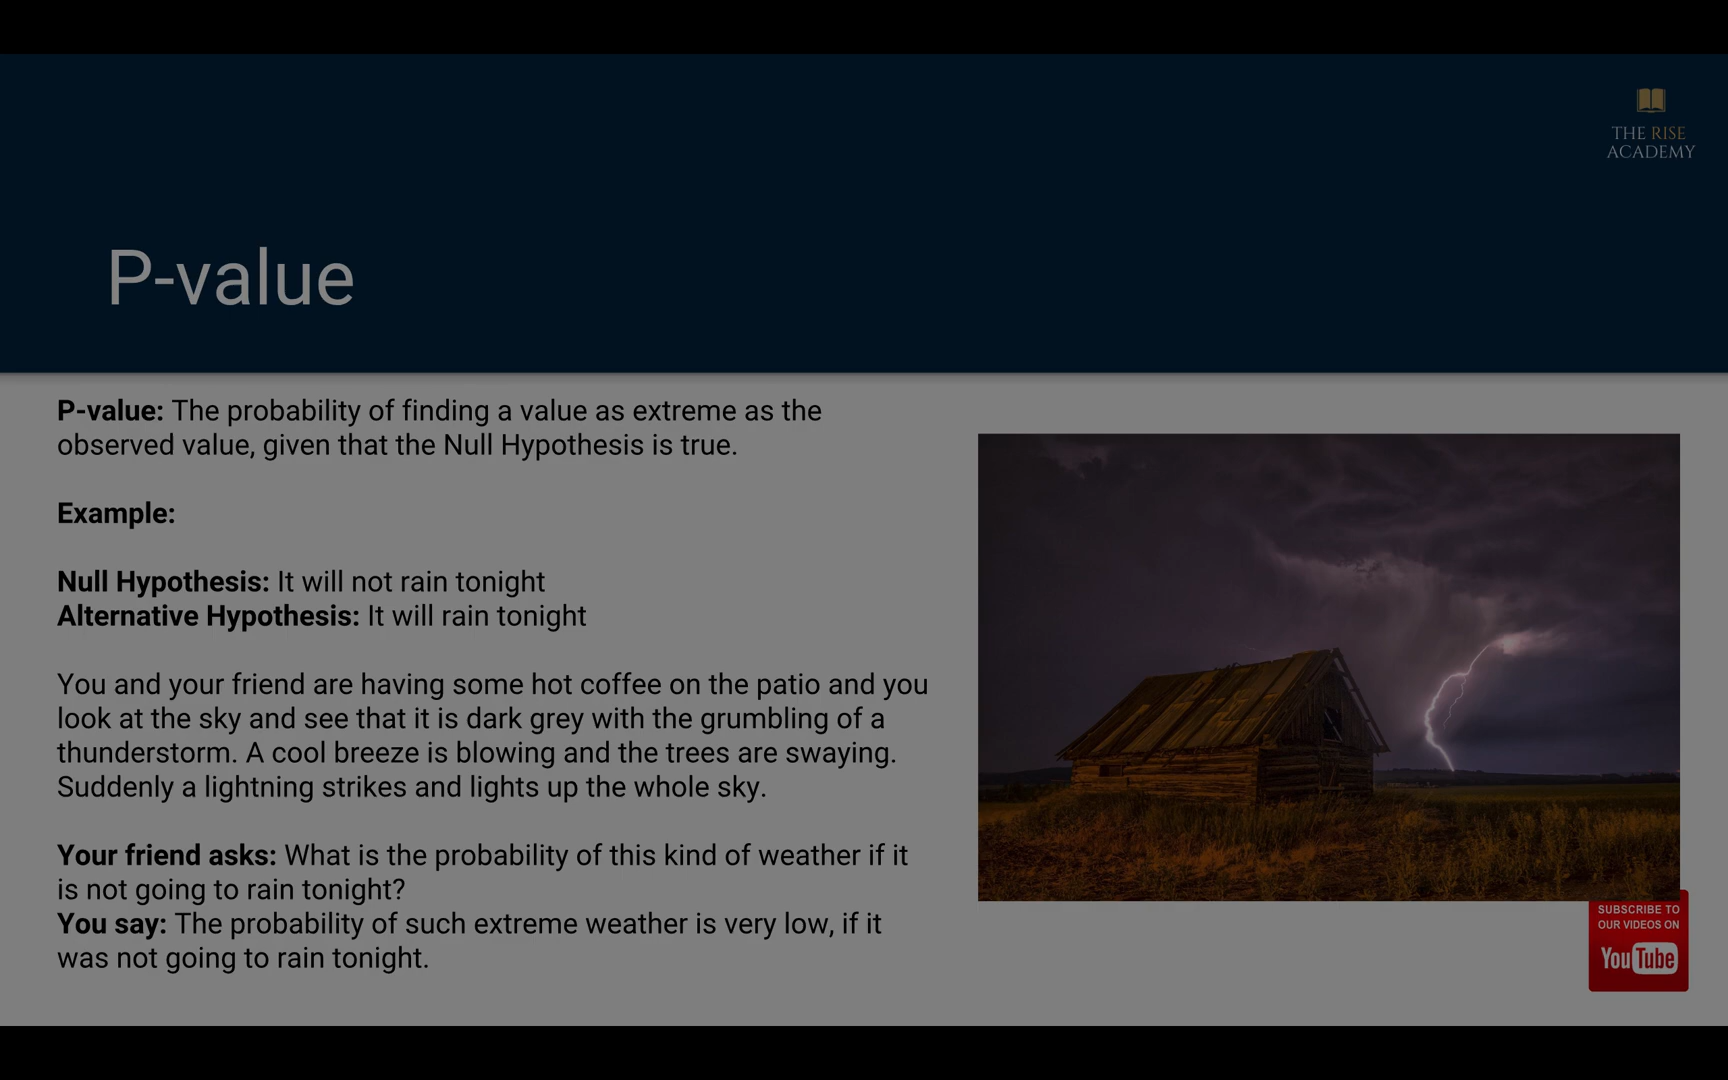 THE RISE
ACADEMY
P-value
P-value: The probability of finding a value as extreme as the
observed value, given that the Null Hypothesis is true.
Example:
Null Hypothesis: It will not rain tonight
Alternative Hypothesis: It will rain tonight
You and your friend are having some hot coffee on the patio and you
look at the sky and see that it is dark grey with the grumbling of a
thunderstorm. A cool breeze is blowing and the trees are swaying.
Suddenly a lightning strikes and lights up the whole sky.
Your friend asks: What is the probability of this kind of weather if it
is not going to rain tonight?
You say: The probability of such extreme weather is very low, if it
was not going to rain tonight.
SUBSCRIBE TO
OUR VIDEOS ON
YouTube